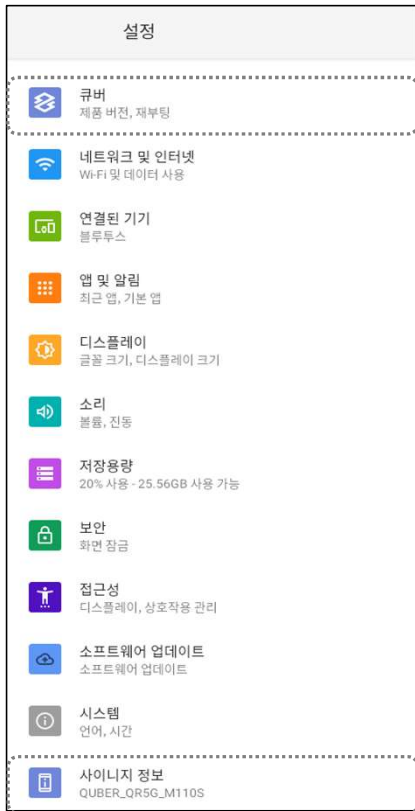 설정
큐버
제품 버전, 재부팅
네트워크 및 인터넷
Wi-Fi 및 데이터 사용
연결된 기기
블루투스
앱 및 알림
최근 앱, 기본 앱
디스플레이
글꼴 크기, 디스플레이 크기
소리
볼륨, 진동
저장용량
20% 사용 - 25.56GB 사용 가능
보안
화면 잠금
접근성
디스플레이, 상호작용 관리
소프트웨어 업데이트
소프트웨어 업데이트
시스템
언어, 시간
사이니지 정보
QUBER_QR5G_M110S